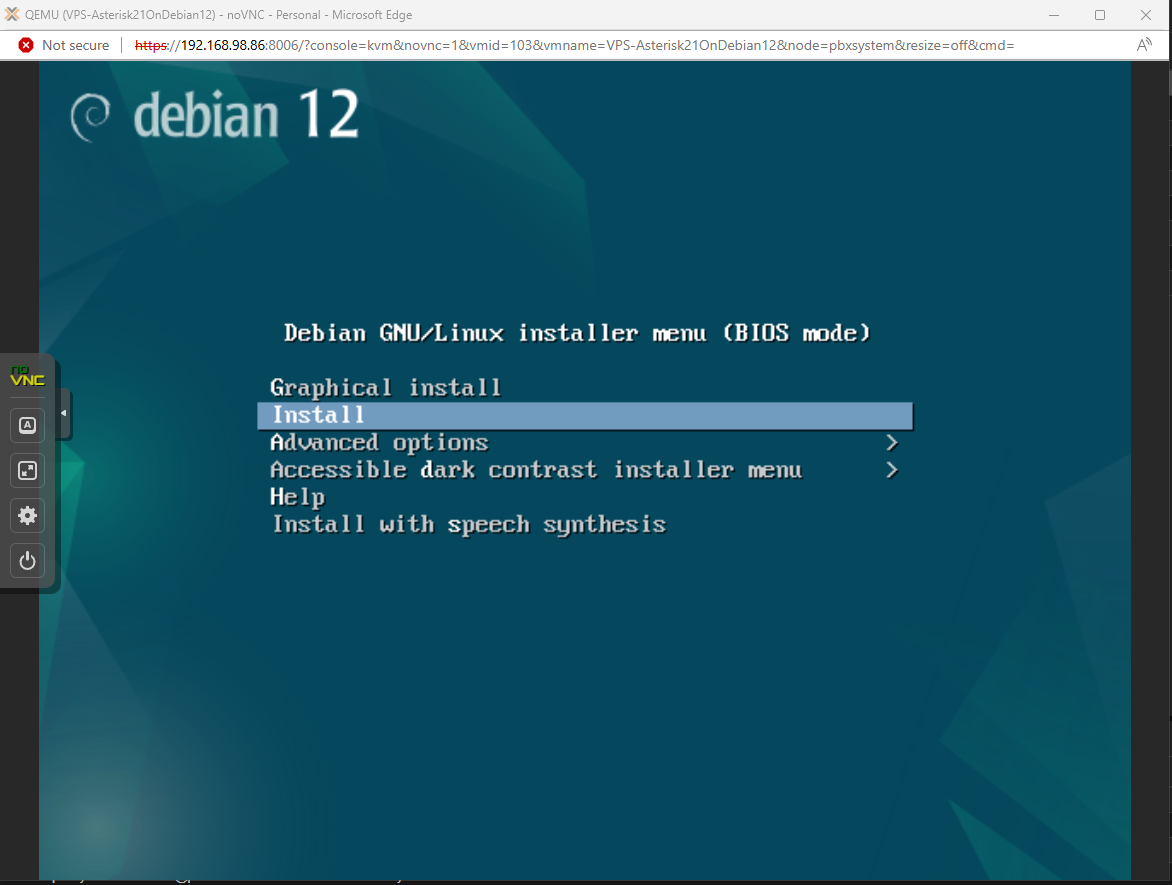 QEMU (VPS-Asterisk21OnDebian12) - noVNC - Personal - Microsoft Edge
Not secure | https://192.168.98.86:8006/?console=kvm&novnc=1&vmid=103&vmname=VPS-Asterisk21OnDebian12&node=pbxsystem&resize=off&cmd=
debian 12
Debian GNU/Linux installer menu (BIOS mode)
Graphical install
Install
Advanced options >
Accessible dark contrast installer menu >
Help
Install with speech synthesis
no
VNC
A